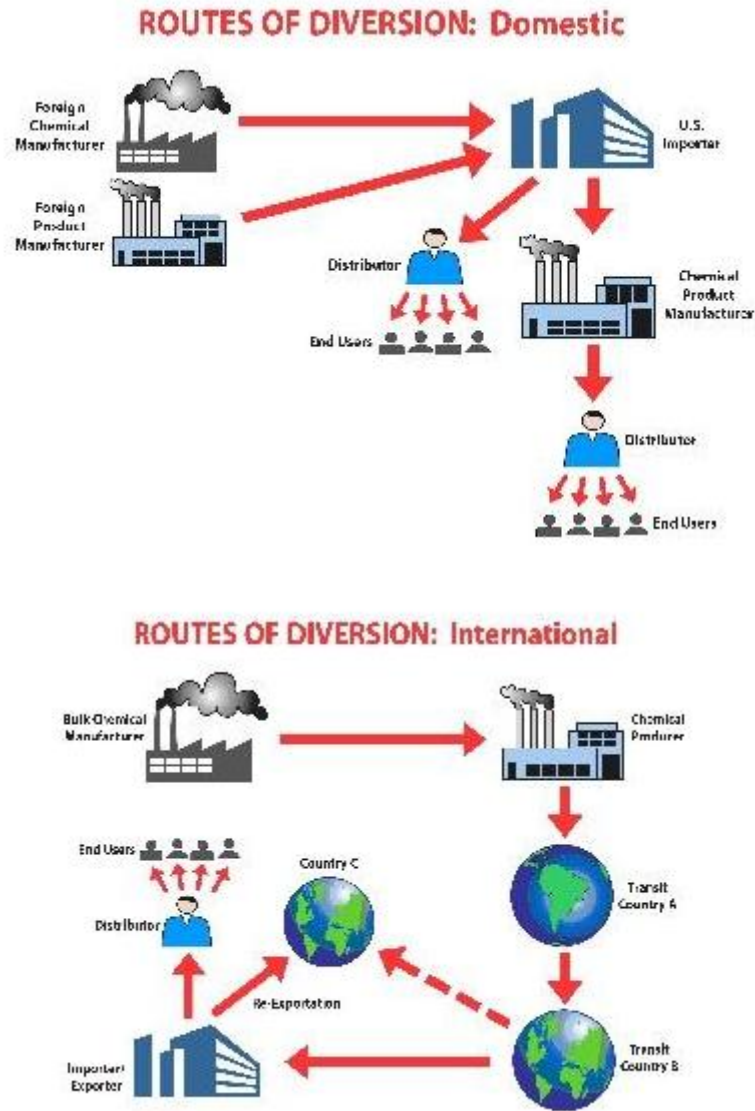 ROUTES OF DIVERSION: Domestic
Foreign
Chemical
Manufacturer
U.S.
Importer
Foreign
Product
Manufacturer
Distributor
Chemical
Product
Manufacturer
End Users
Distributor
End Users
ROUTES OF DIVERSION: International
Bulk Chemical
Manufacturer
Chemical
Producer
End Users
Country C
Transit
Country A
Distributor
Re-Exportation
Importer/
Exporter
Transit
Country B